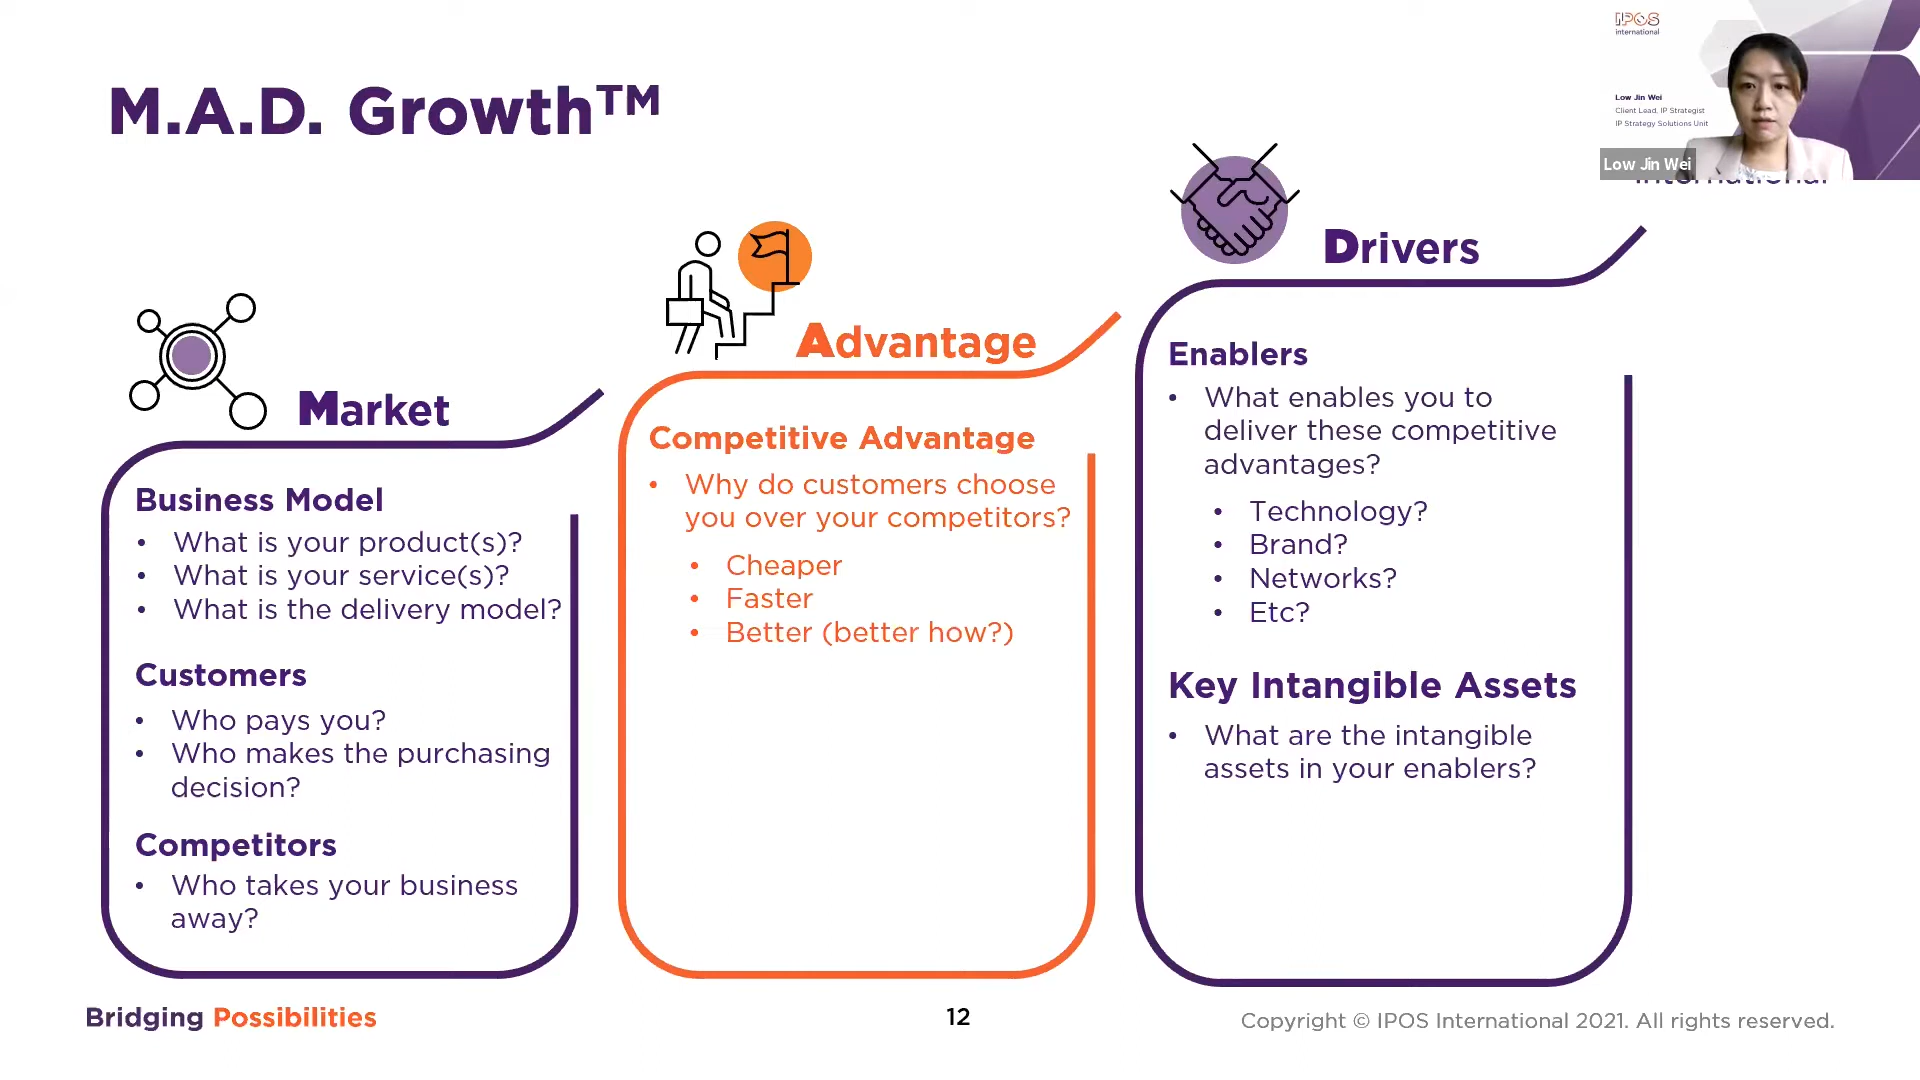 M.A.D. Growth™
IPOS
international
Low Jin Wei
Client Lead, IP Strategist
IP Strategy Solutions Unit
Low Jin Wei
international
Market
Business Model
• What is your product(s)?
• What is your service(s)?
• What is the delivery model?
Customers
• Who pays you?
• Who makes the purchasing
decision?
Competitors
• Who takes your business
away?
Advantage
Competitive Advantage
• Why do customers choose
you over your competitors?
• Cheaper
• Faster
• Better (better how?)
Drivers
Enablers
• What enables you to
deliver these competitive
advantages?
• Technology?
• Brand?
• Networks?
• Etc?
Key Intangible Assets
• What are the intangible
assets in your enablers?
Bridging Possibilities
12
Copyright © IPOS International 2021. All rights reserved.